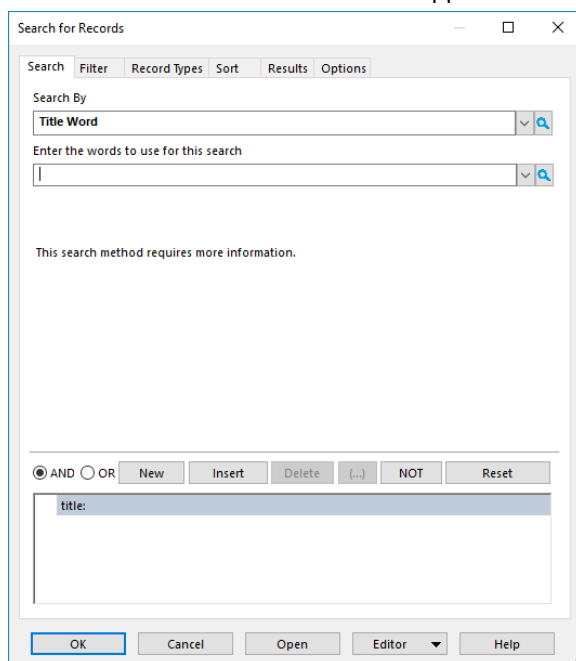 Search for Records
Search Filter Record Types Sort Results Options
Search By
Title Word
Enter the words to use for this search
This search method requires more information.
AND OR New Insert Delete (...) NOT Reset
title:
OK Cancel Open Editor Help